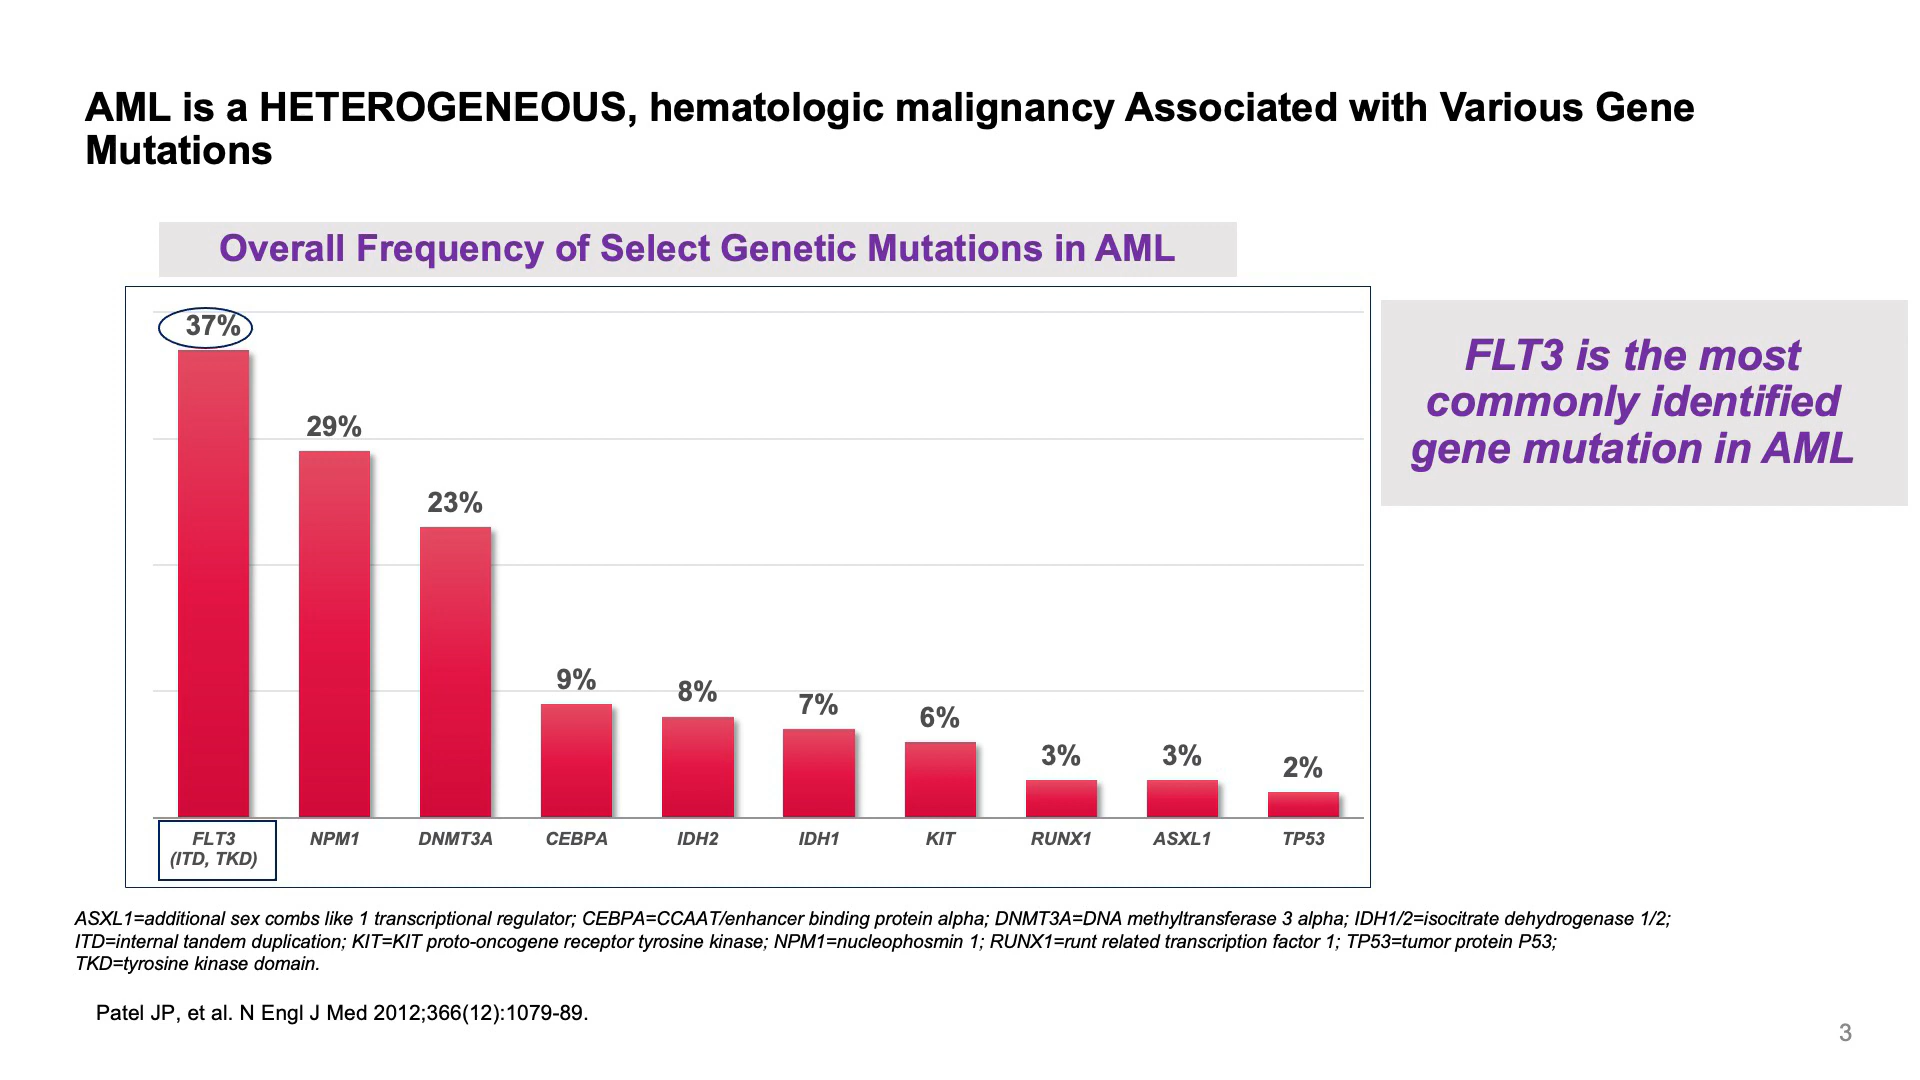 AML is a HETEROGENEOUS, hematologic malignancy Associated with Various Gene
Mutations
Overall Frequency of Select Genetic Mutations in AML
37%
29%
23%
9%
8%
7%
6%
3%
3%
2%
FLT3
(ITD, TKD)
NPM1
DNMT3A
CEBPA
IDH2
IDH1
KIT
RUNX1
ASXL1
TP53
FLT3 is the most
commonly identified
gene mutation in AML
ASXL1=additional sex combs like 1 transcriptional regulator; CEBPA=CCAAT/enhancer binding protein alpha; DNMT3A=DNA methyltransferase 3 alpha; IDH1/2=isocitrate dehydrogenase 1/2;
ITD=internal tandem duplication; KIT=KIT proto-oncogene receptor tyrosine kinase; NPM1=nucleophosmin 1; RUNX1=runt related transcription factor 1; TP53=tumor protein P53;
TKD=tyrosine kinase domain.
Patel JP, et al. N Engl J Med 2012;366(12):1079-89.
3